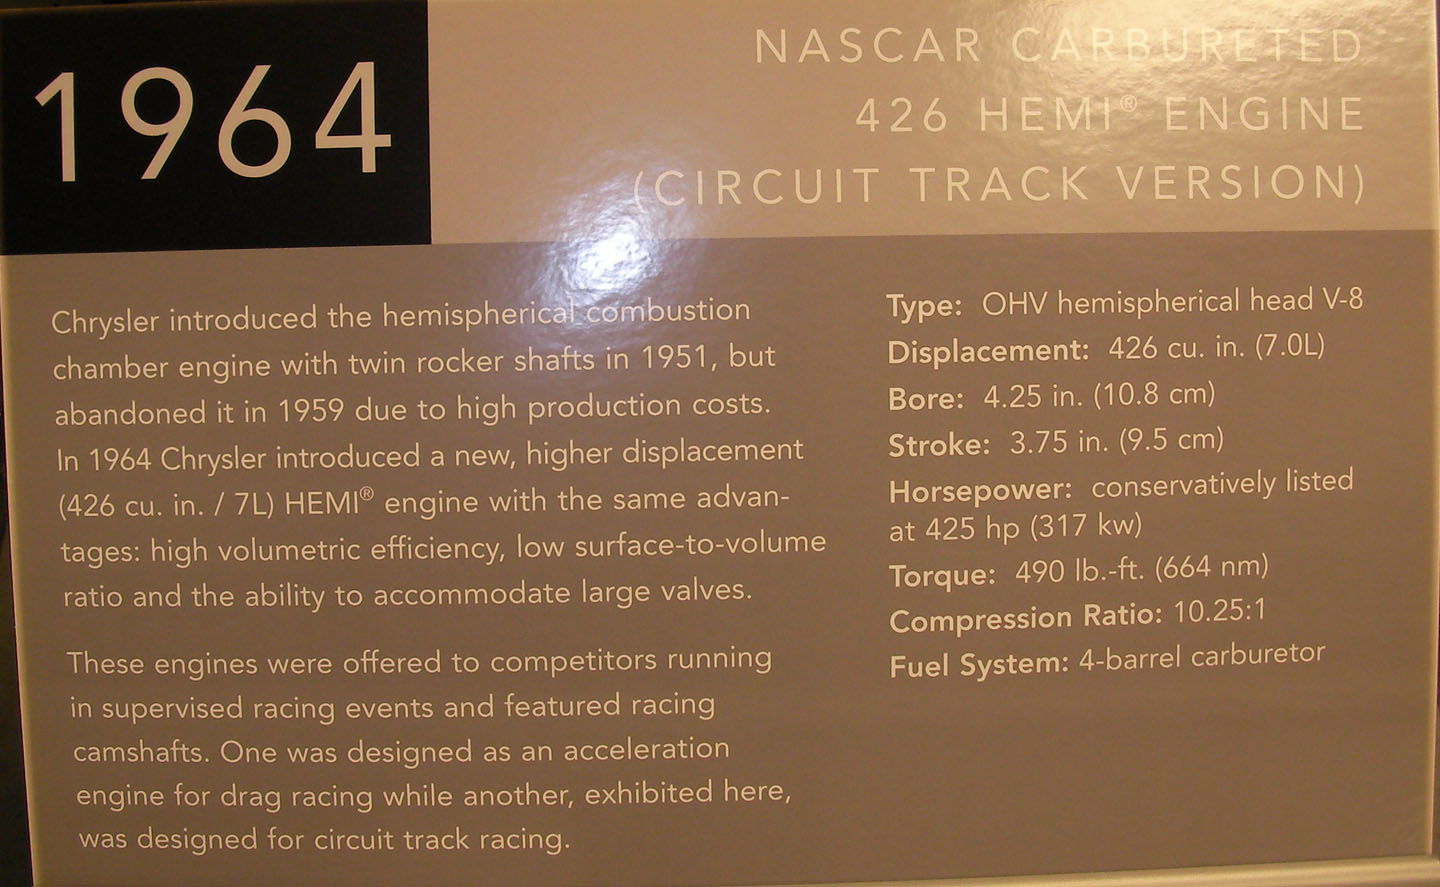 1964
NASCAR CARBURETED
426 HEMI® ENGINE
(CIRCUIT TRACK VERSION)
Chrysler introduced the hemispherical combustion
chamber engine with twin rocker shafts in 1951, but
abandoned it in 1959 due to high production costs.
In 1964 Chrysler introduced a new, higher displacement
(426 cu. in. / 7L) HEMI® engine with the same advan-
tages: high volumetric efficiency, low surface-to-volume
ratio and the ability to accommodate large valves.
These engines were offered to competitors running
in supervised racing events and featured racing
camshafts. One was designed as an acceleration
engine for drag racing while another, exhibited here,
was designed for circuit track racing.
Type: OHV hemispherical head V-8
Displacement: 426 cu. in. (7.0L)
Bore: 4.25 in. (10.8 cm)
Stroke: 3.75 in. (9.5 cm)
Horsepower: conservatively listed
at 425 hp (317 kw)
Torque: 490 lb.-ft. (664 nm)
Compression Ratio: 10.25:1
Fuel System: 4-barrel carburetor